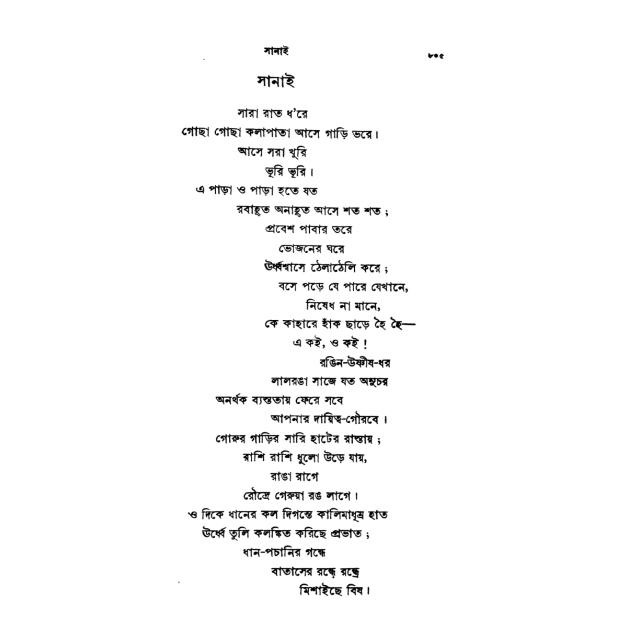 সানাই ৮০৫
সানাই
সারা রাত ধ'রে
গোছা গোছা কলাপাতা আসে গাড়ি ভরে।
আসে সরা খুরি
ভূরি ভূরি।
এ পাড়া ও পাড়া হতে যত
রবাহূত অনাহূত আসে শত শত ;
প্রবেশ পাবার তরে
ভোজনের ঘরে
ঊর্ধ্বশ্বাসে ঠেলাঠেলি করে ;
বসে পড়ে যে পারে যেখানে,
নিষেধ না মানে,
কে কাহারে হাঁক ছাড়ে হৈ হৈ—
এ কই, ও কই !
রঙিন-উষ্ণীষ-ধর
লালরঙা সাজে যত অনুচর
অনর্থক ব্যস্ততায় ফেরে সবে
আপনার দায়িত্ব-গৌরবে।
গোরুর গাড়ির সারি হাটের রাস্তায় ;
রাশি রাশি ধুলো উড়ে যায়,
রাঙা রাগে
রৌদ্রে গেরুয়া রঙ লাগে।
ও দিকে ধানের কল দিগন্তে কালিমাধূম্র হাত
ঊর্ধ্বে তুলি কলঙ্কিত করিছে প্রভাত ;
ধান-পচানির গন্ধে
বাতাসের রন্ধ্রে রন্ধ্রে
মিশাইছে বিষ।